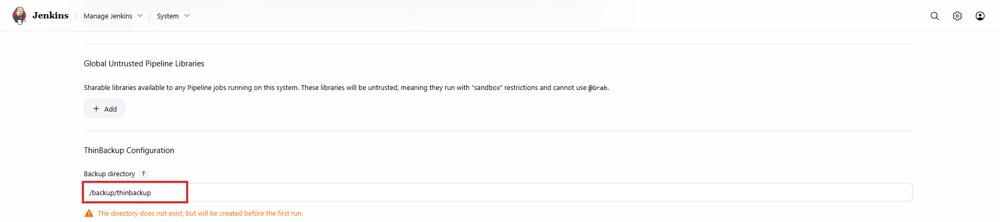 Jenkins / Manage Jenkins / System
Global Untrusted Pipeline Libraries
Sharable libraries available to any Pipeline jobs running on this system. These libraries will be untrusted, meaning they run with “sandbox” restrictions and cannot use @Grab.
+ Add
ThinBackup Configuration
Backup directory ?
/backup/thinbackup
The directory does not exist, but will be created before the first run.